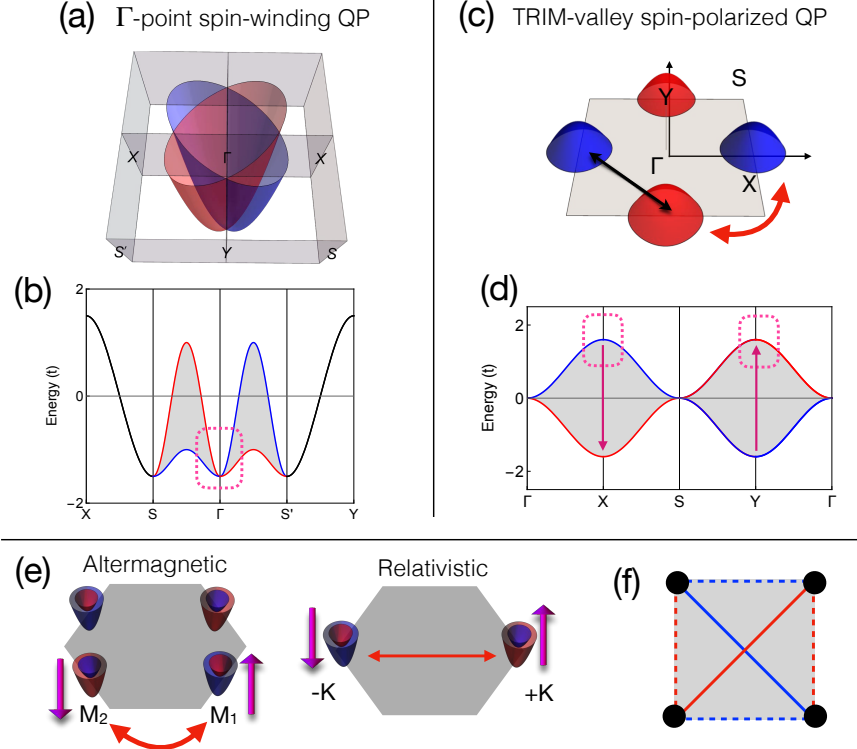 (a) Γ-point spin-winding QP
X Γ X
S' Y S
(b)
2
0
−2
Energy (t)
X S Γ S' Y
(c) TRIM-valley spin-polarized QP
S
Y
Γ
X
(d)
2
0
−2
Energy (t)
Γ X S Y Γ
(e) Altermagnetic Relativistic
M2 M1
-K +K
(f)